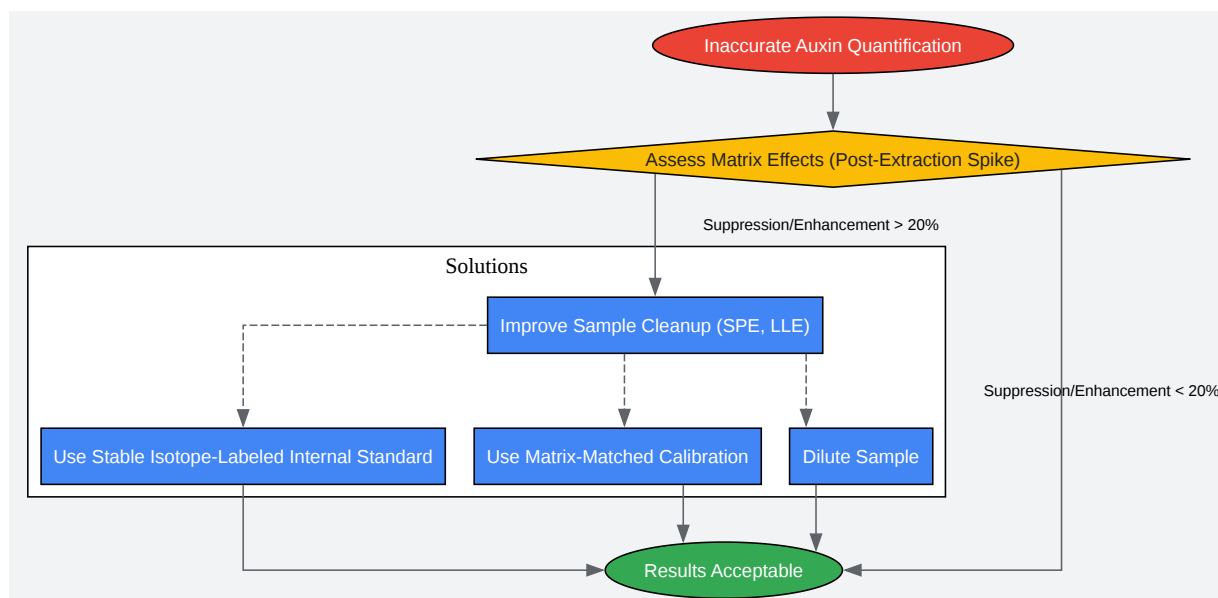 Inaccurate Auxin Quantification
Assess Matrix Effects (Post-Extraction Spike)
Suppression/Enhancement > 20%
Solutions
Improve Sample Cleanup (SPE, LLE)
Suppression/Enhancement < 20%
Use Stable Isotope-Labeled Internal Standard
Use Matrix-Matched Calibration
Dilute Sample
Results Acceptable